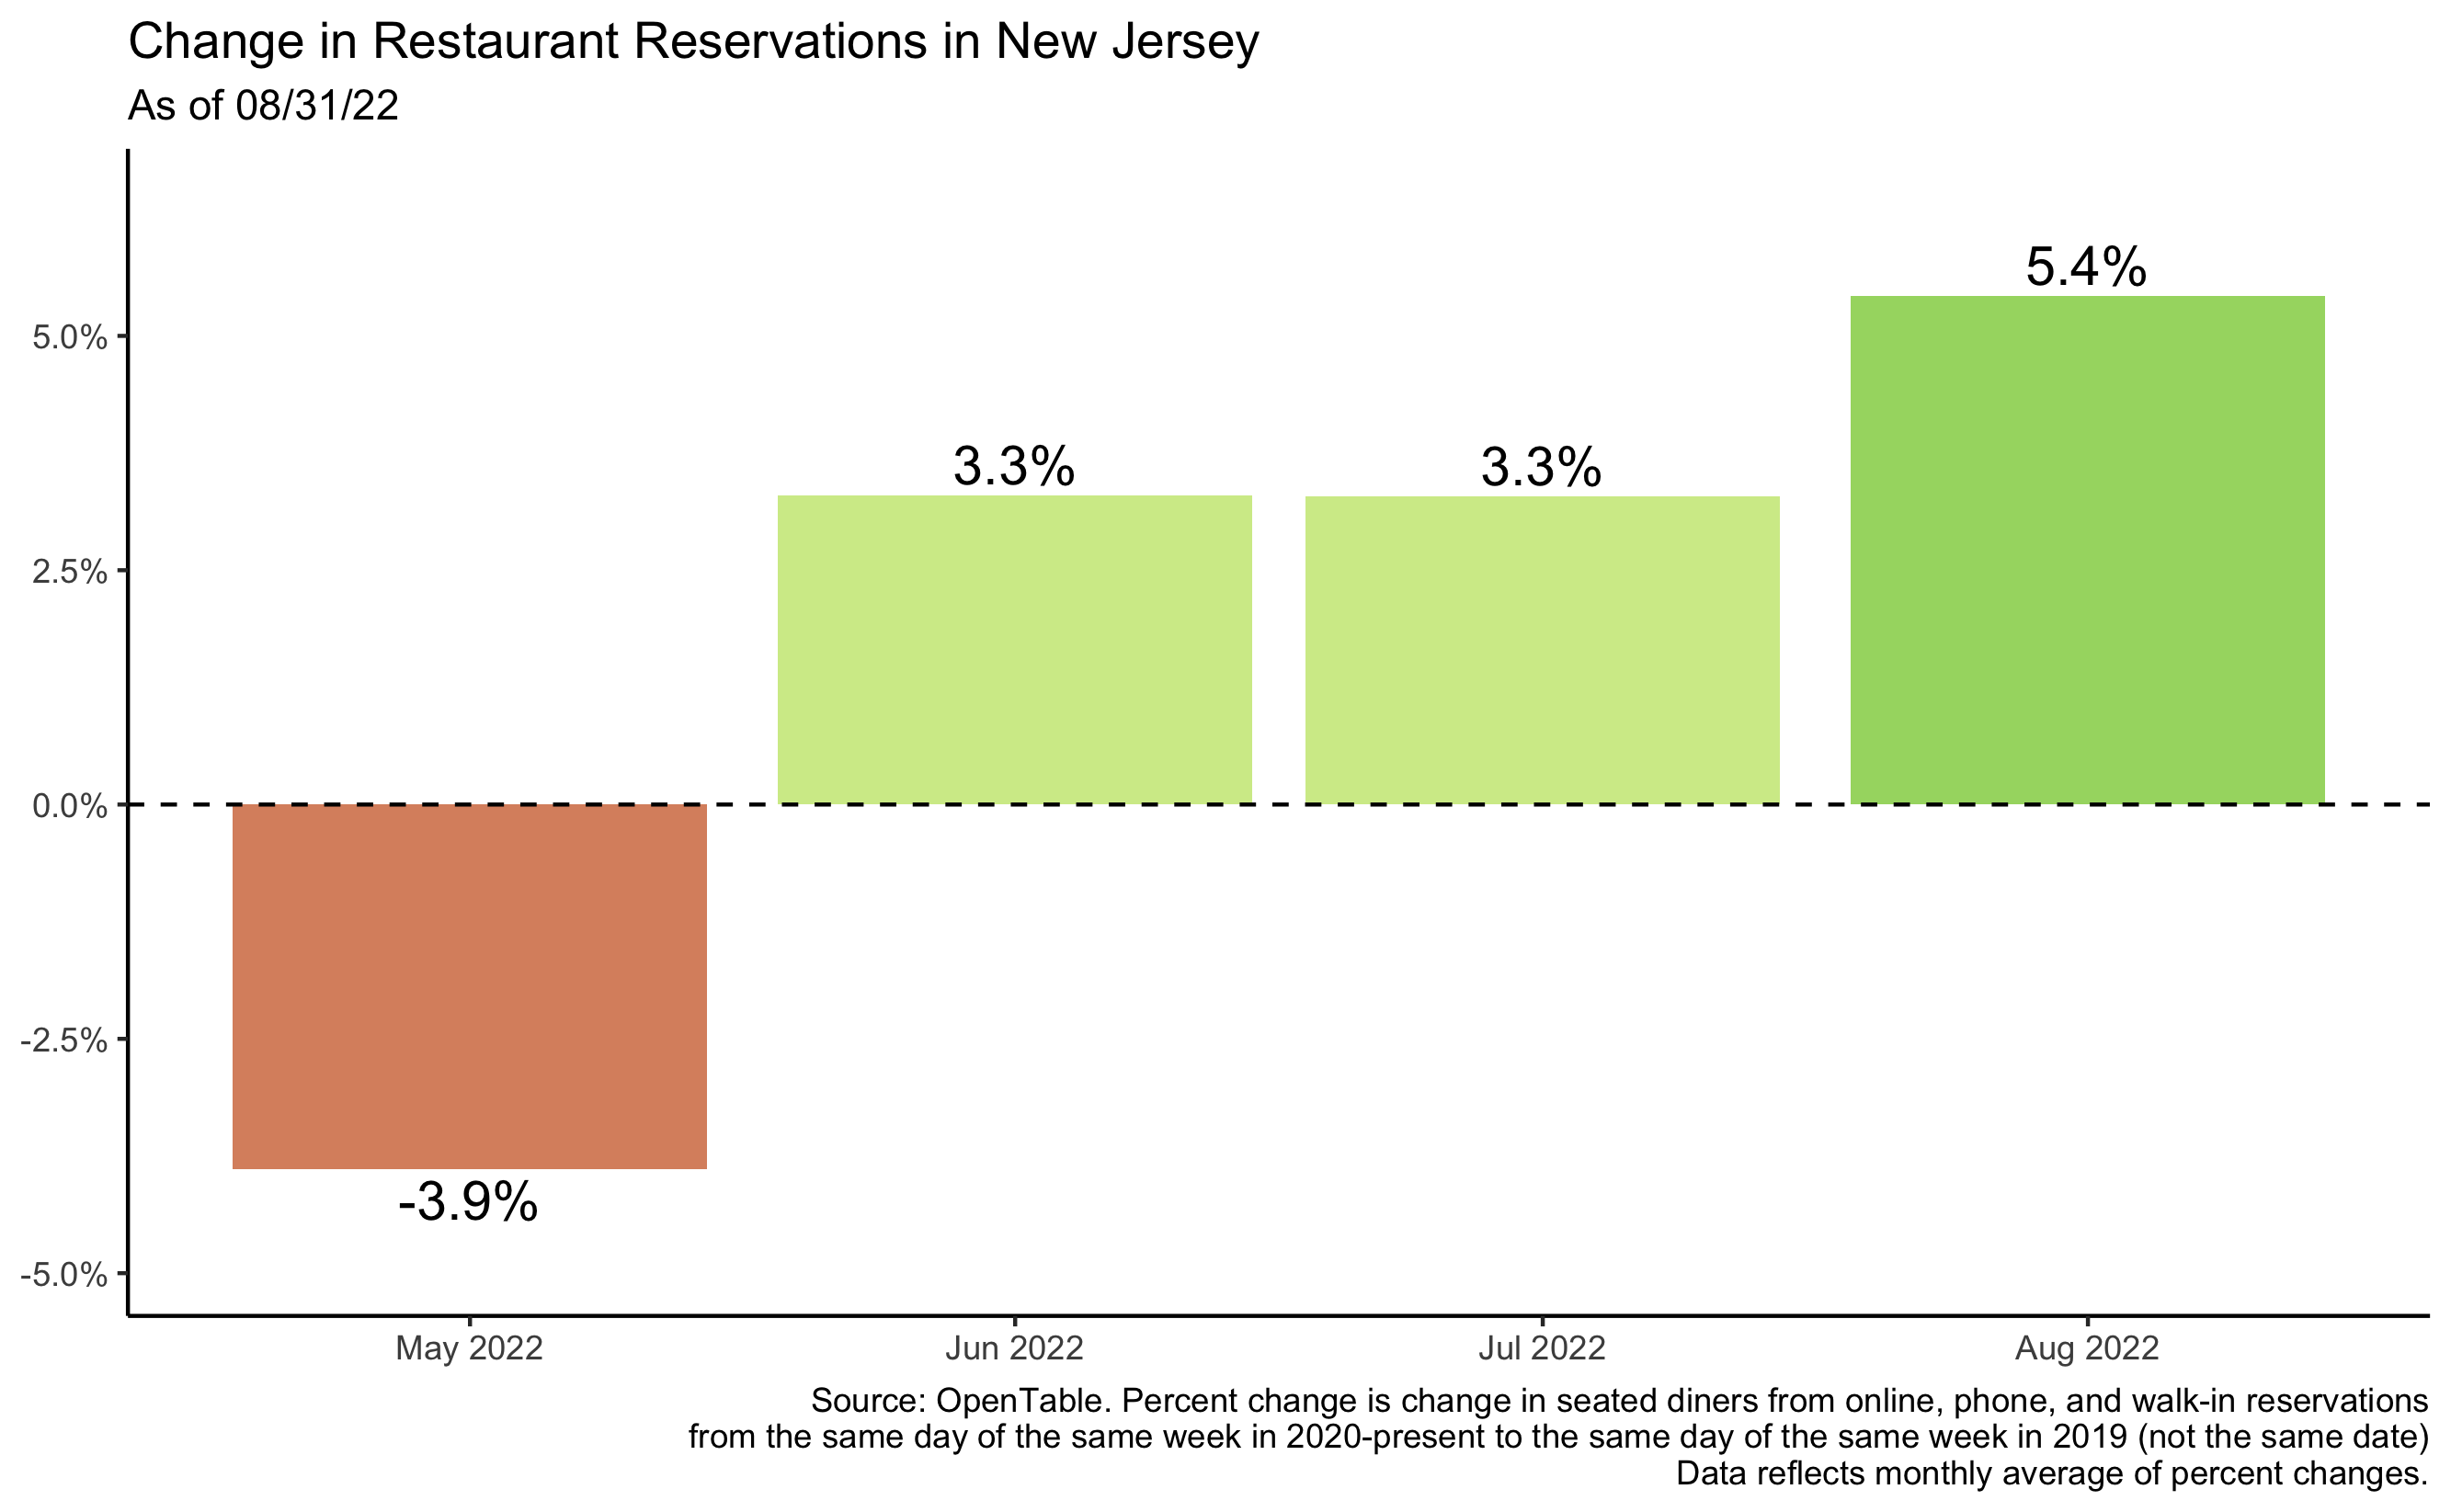 Change in Restaurant Reservations in New Jersey
As of 08/31/22
5.4%
5.0%
3.3%
3.3%
2.5%
0.0%
-2.5%
-3.9%
-5.0%
May 2022
Jun 2022
Jul 2022
Aug 2022
Source: OpenTable. Percent change is change in seated diners from online, phone, and walk-in reservations
from the same day of the same week in 2020-present to the same day of the same week in 2019 (not the same date)
Data reflects monthly average of percent changes.